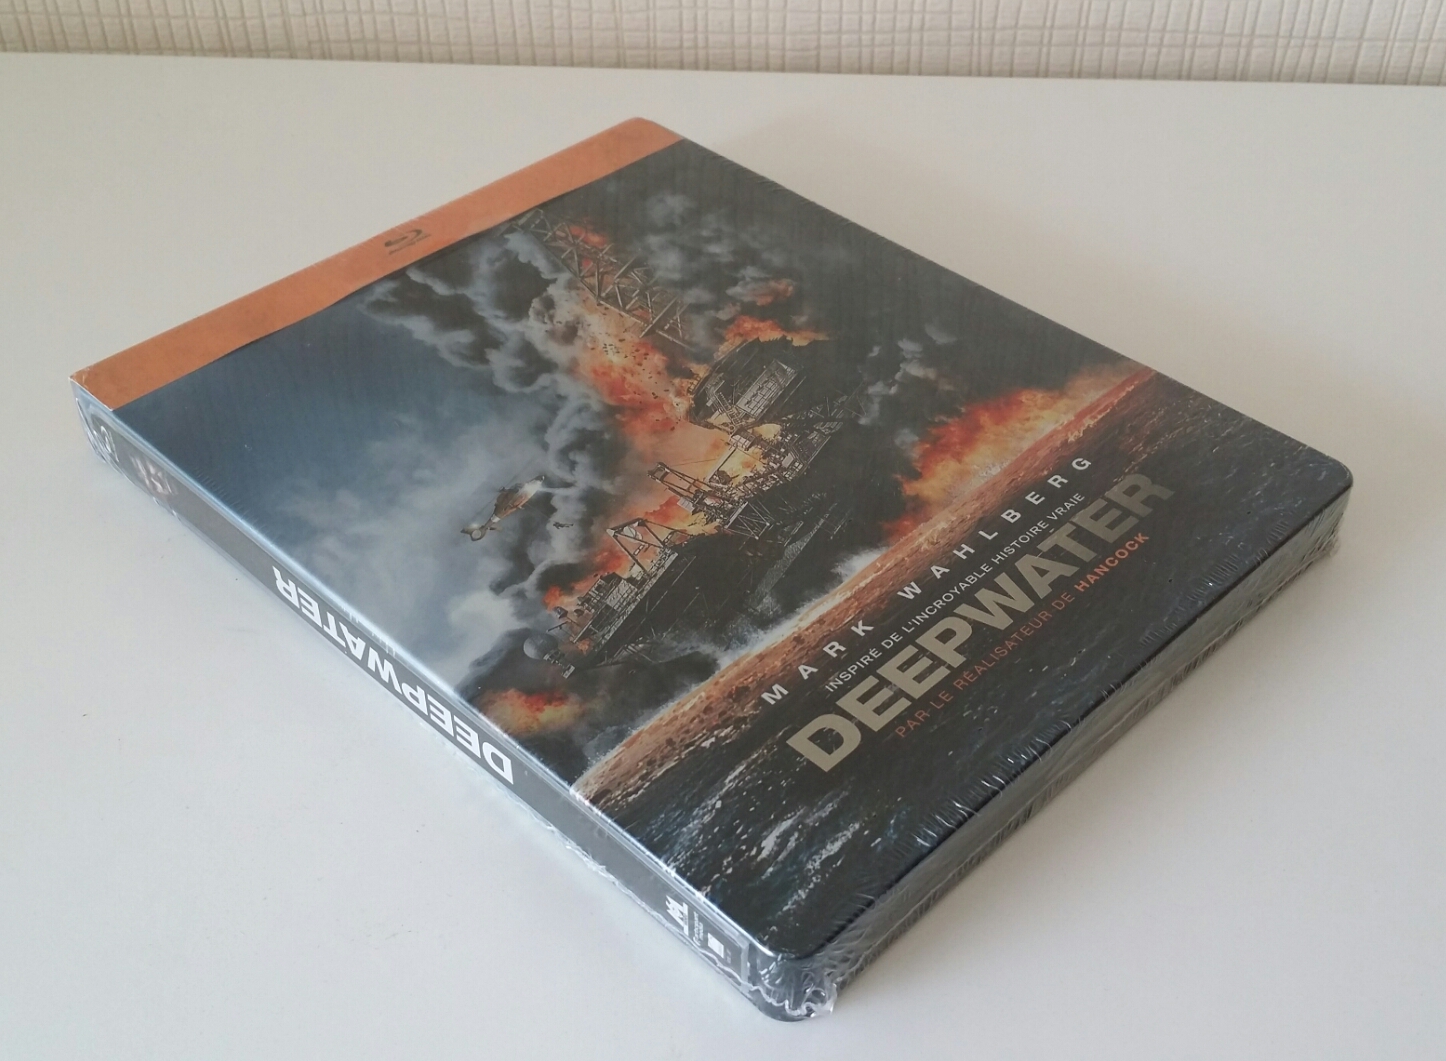 MARK WAHLBERG
INSPIRÉ DE L'INCROYABLE HISTOIRE VRAIE
DEEPWATER
PAR LE RÉALISATEUR DE HANCOCK
DEEPWATER